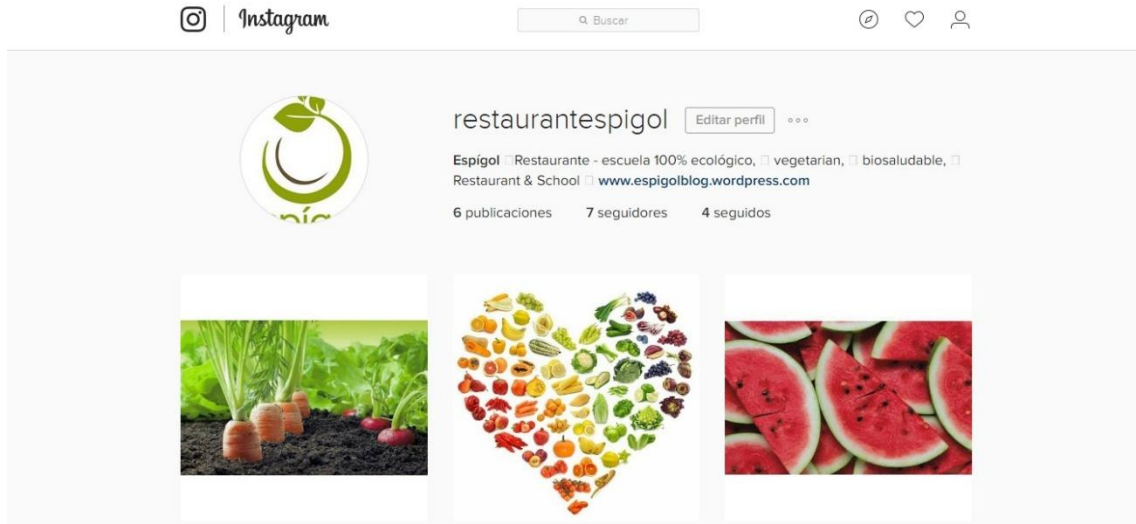 Instagram
Buscar
restaurantespigol Editar perfil
Espígol Restaurante - escuela 100% ecológico, vegetarian, biosaludable,
Restaurant & School www.espigolblog.wordpress.com
6 publicaciones 7 seguidores 4 seguidos